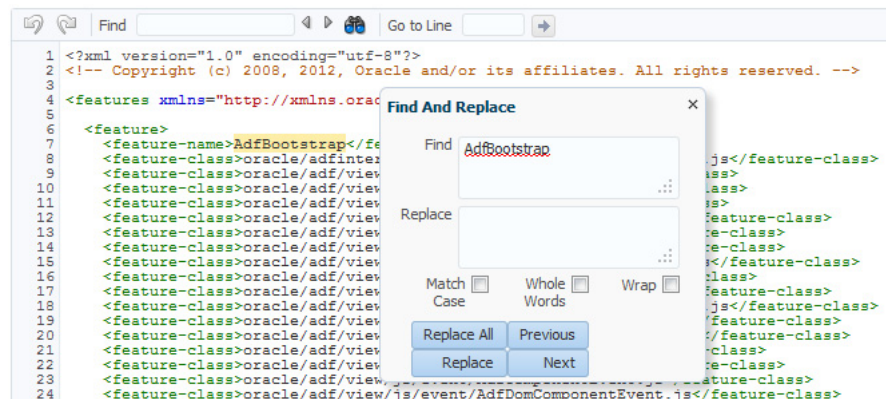 Find Go to Line
1 <?xml version="1.0" encoding="utf-8"?>
2 <!-- Copyright (c) 2008, 2012, Oracle and/or its affiliates. All rights reserved. -->
3
4 <features xmlns="http://xmlns.orac
5
6 <feature>
7 <feature-name>AdfBootstrap</fe
8 <feature-class>oracle/adfinter .js</feature-class>
9 <feature-class>oracle/adf/view ass>
10 <feature-class>oracle/adf/view ass>
11 <feature-class>oracle/adf/view ss>
12 <feature-class>oracle/adf/view feature-class>
13 <feature-class>oracle/adf/view re-class>
14 <feature-class>oracle/adf/view re-class>
15 <feature-class>oracle/adf/view s</feature-class>
16 <feature-class>oracle/adf/view class>
17 <feature-class>oracle/adf/view feature-class>
18 <feature-class>oracle/adf/view js</feature-class>
19 <feature-class>oracle/adf/view /feature-class>
20 <feature-class>oracle/adf/view </feature-class>
21 <feature-class>oracle/adf/view class>
22 <feature-class>oracle/adf/view re-class>
23 <feature-class>oracle/adf/view/js/event/ feature-class>
24 <feature-class>oracle/adf/view/js/event/AdfDomComponentEvent.js</feature-class>
Find And Replace ×
Find AdfBootstrap
Replace
Match Case Whole Words Wrap
Replace All Previous
Replace Next